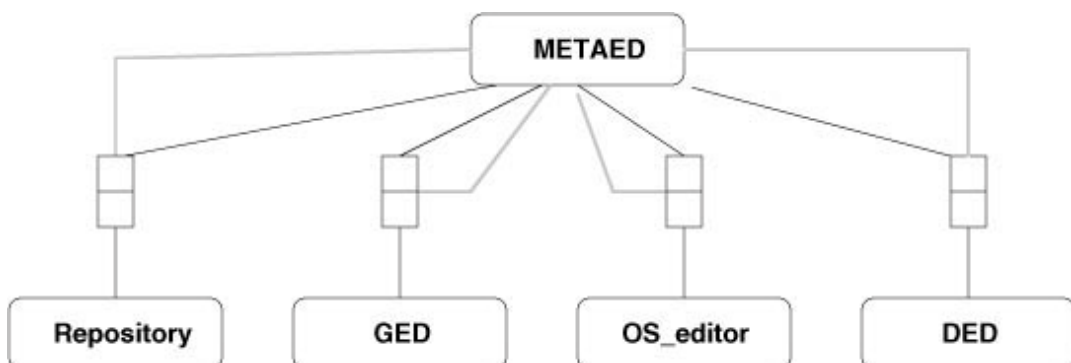 METAED
Repository
GED
OS_editor
DED